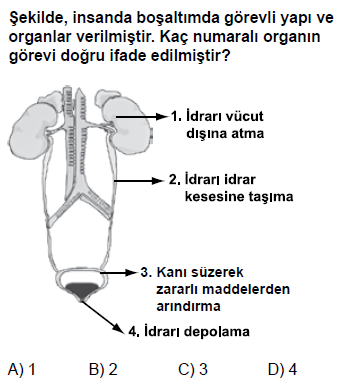 Şekilde, insanda boşaltımda görevli yapı ve
organlar verilmiştir. Kaç numaralı organın
görevi doğru ifade edilmiştir?
1. İdrarı vücut
dışına atma
2. İdrarı idrar
kesesine taşıma
3. Kanı süzerek
zararlı maddelerden
arındırma
4. İdrarı depolama
A) 1 B) 2 C) 3 D) 4